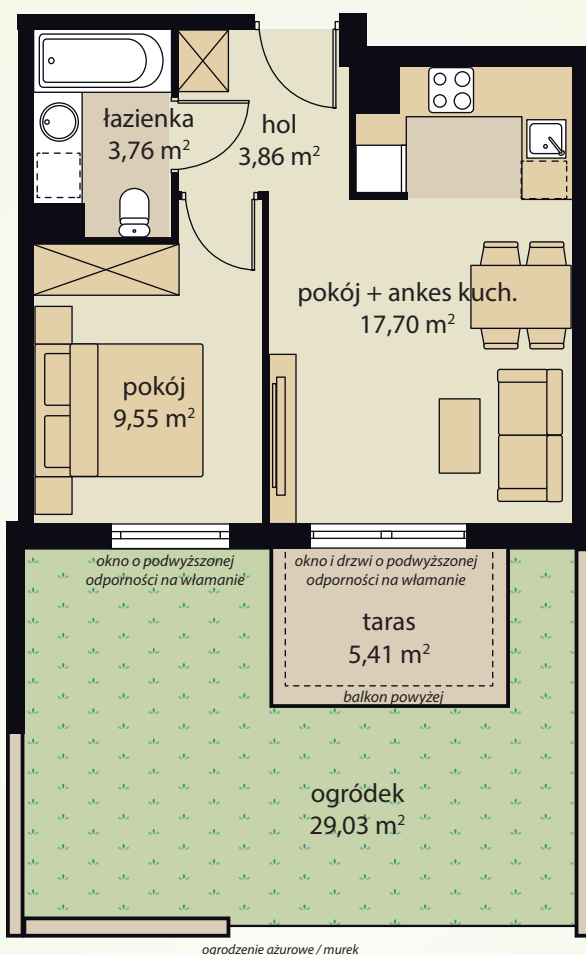 łazienka
3,76 m²
hol
3,86 m²
pokój + ankes kuch.
17,70 m²
pokój
9,55 m²
okno o podwyższonej
odporności na włamanie
okno i drzwi o podwyższonej
odporności na włamanie
taras
5,41 m²
balkon powyżej
ogródek
29,03 m²
ogrodzenie ażurowe / murek